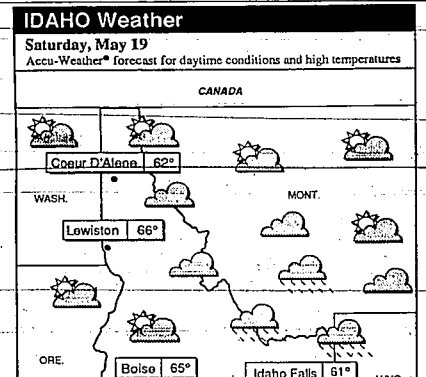 IDAHO Weather
Saturday, May 19
Accu-Weather® forecast for daytime conditions and high temperatures
CANADA
Coeur D'Alene 62°
WASH.
MONT.
Lewiston 66°
ORE.
Boise 65°
Idaho Falls 61°